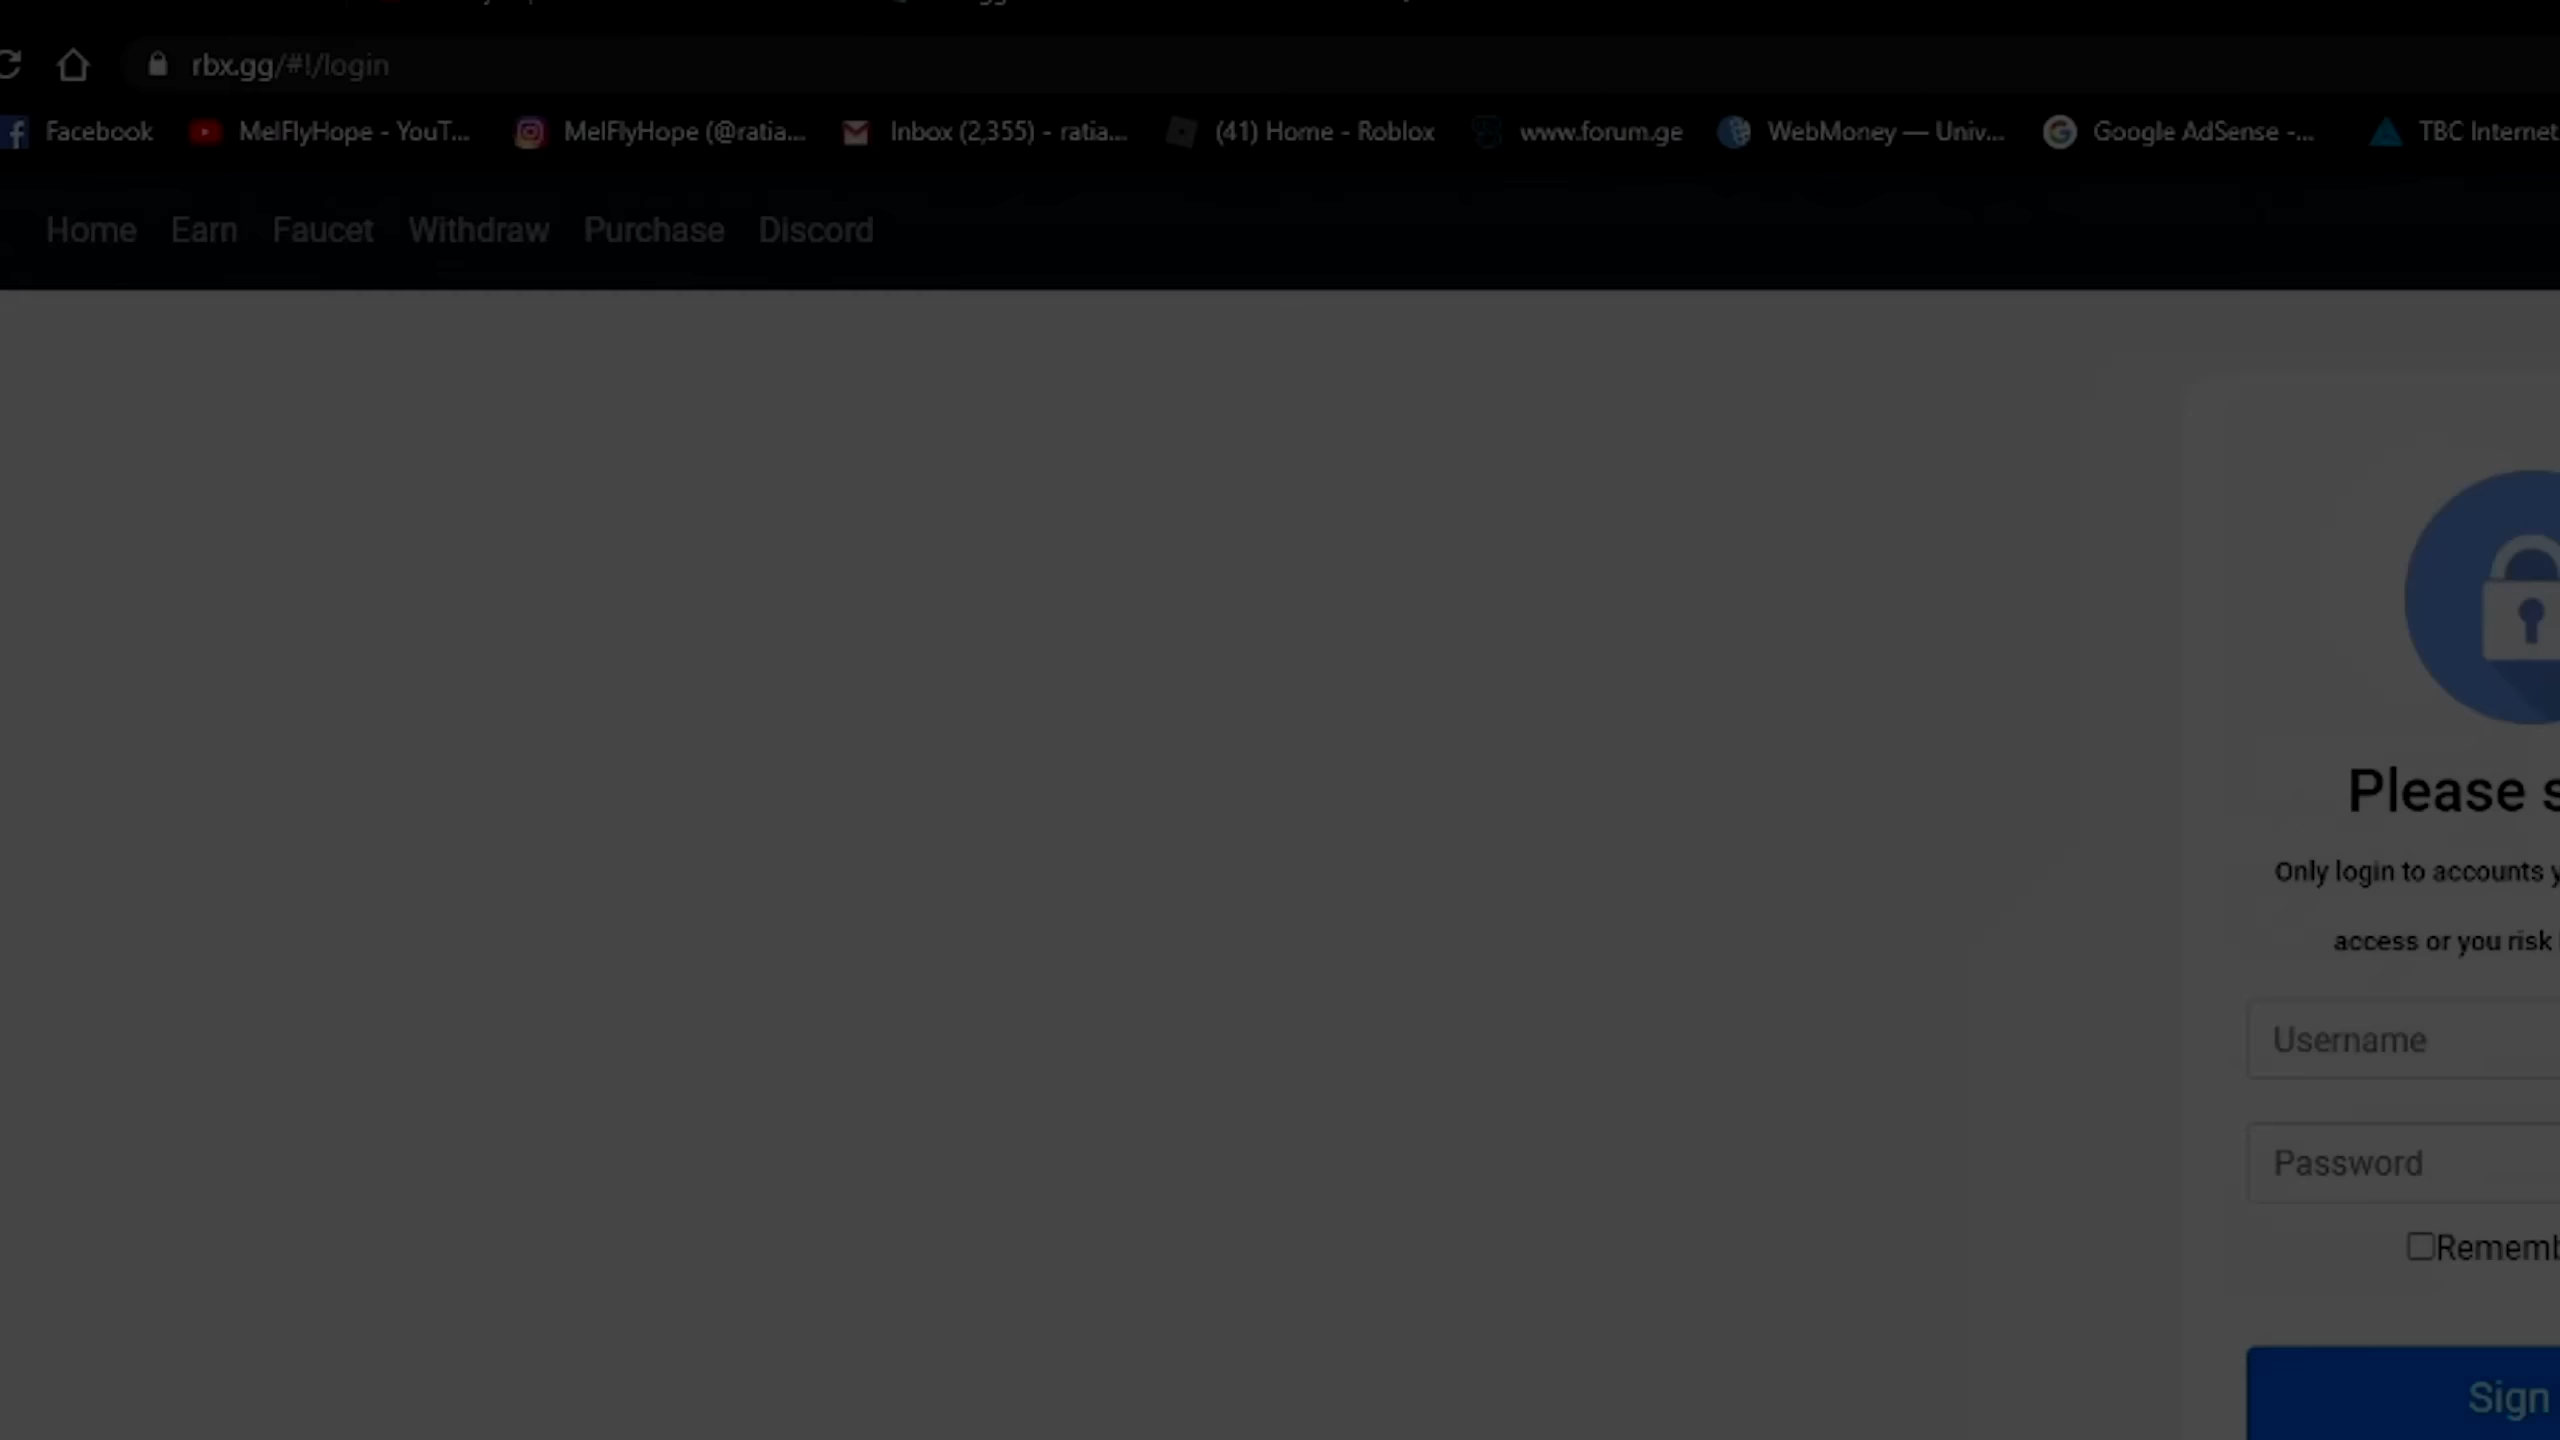 rbx.gg/#!/login
Facebook MelFlyHope - YouT... MelFlyHope (@ratia... Inbox (2,355) - ratia... (41) Home - Roblox www.forum.ge WebMoney — Univ... Google AdSense -... TBC Internet
Home Earn Faucet Withdraw Purchase Discord
Please s
Only login to accounts y
access or you risk
Username
Password
Rememb
Sign